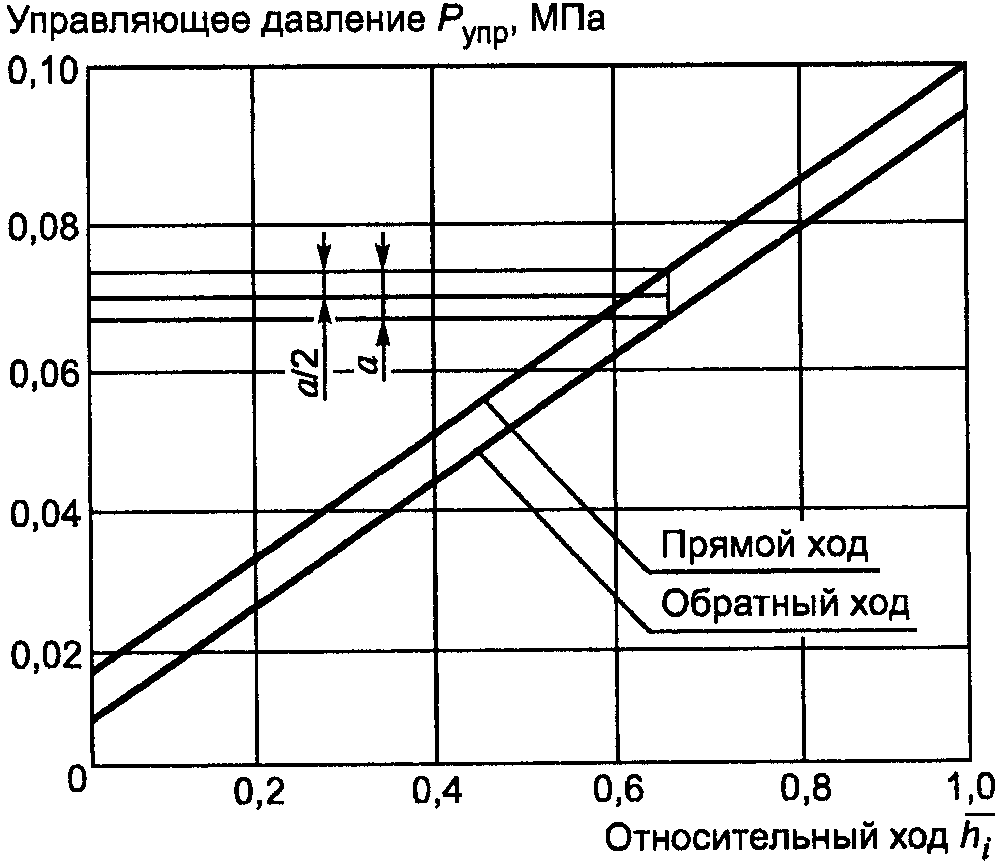 Управляющее давление Pупр, МПа
0,10
0,08
0,06
0,04
0,02
0
a/2
a
Прямой ход
Обратный ход
0,2 0,4 0,6 0,8 1,0
Относительный ход h̅i